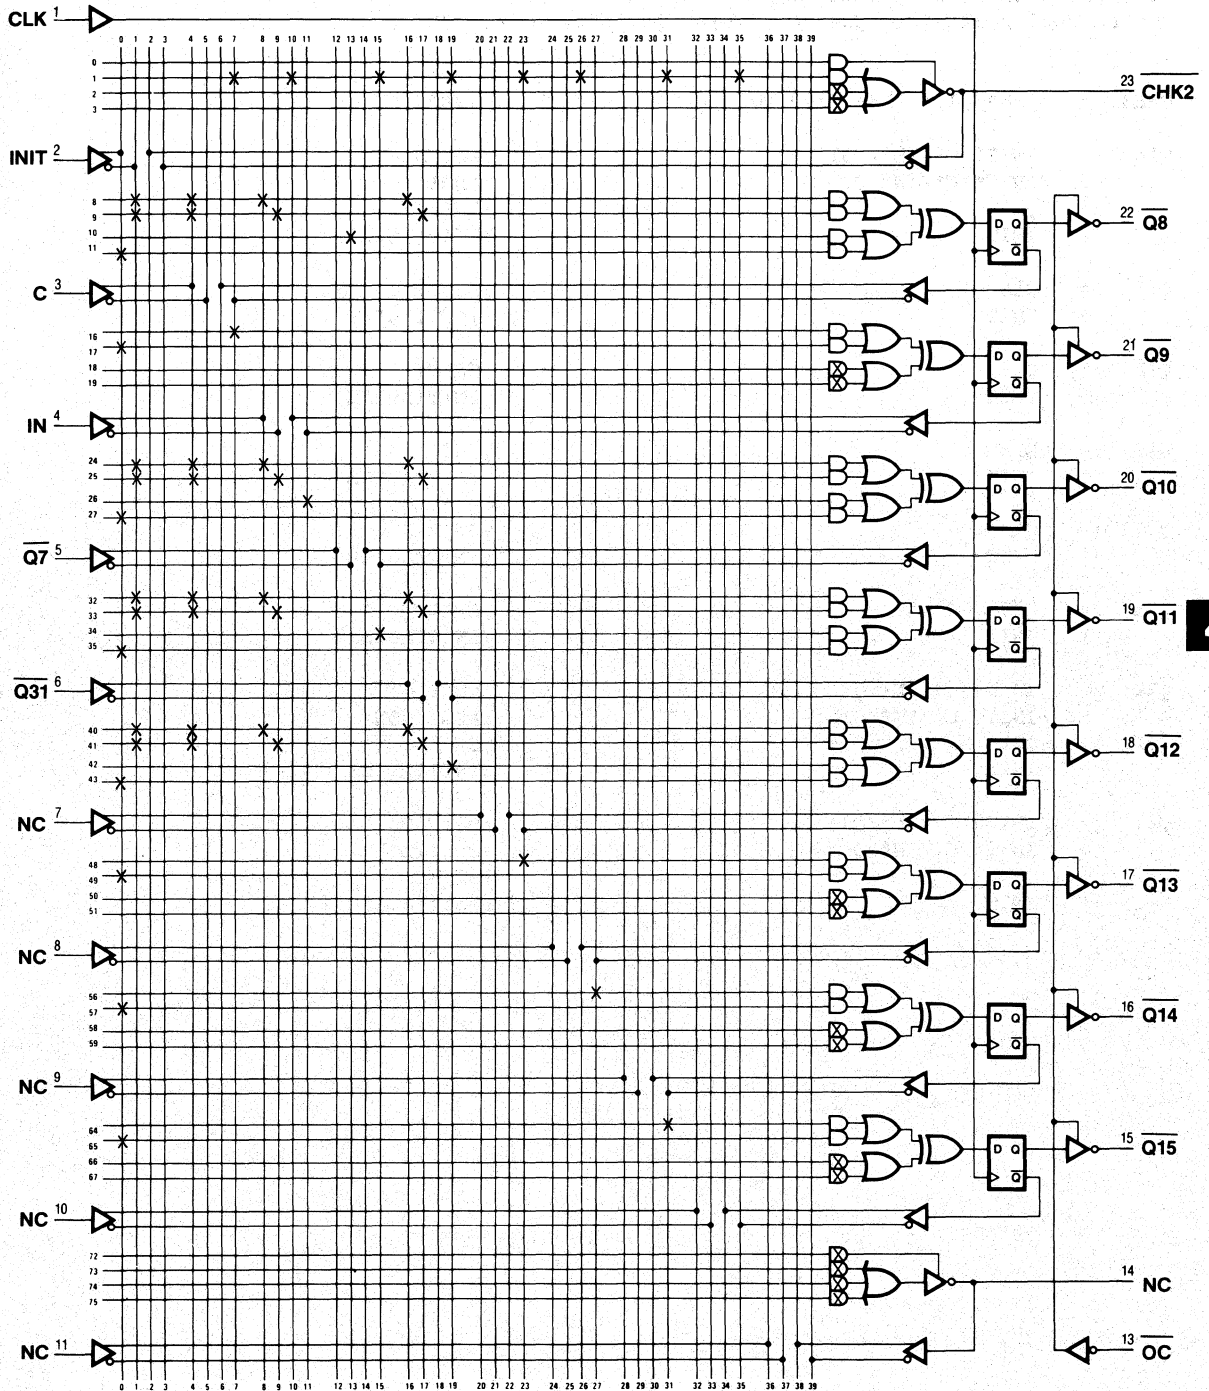 CLK 1
0 1 2 3 4 5 6 7 8 9 10 11 12 13 14 15 16 17 18 19 20 21 22 23 24 25 26 27 28 29 30 31 32 33 34 35 36 37 38 39
0
1
2
3
23 CHK2
INIT 2
8
9
10
11
D Q
Q
22 Q8
C 3
16
17
18
19
D Q
Q
21 Q9
IN 4
24
25
26
27
D Q
Q
20 Q10
Q7 5
32
33
34
35
D Q
Q
19 Q11
Q31 6
40
41
42
43
D Q
Q
18 Q12
NC 7
48
49
50
51
D Q
Q
17 Q13
NC 8
56
57
58
59
D Q
Q
16 Q14
NC 9
64
65
66
67
D Q
Q
15 Q15
NC 10
72
73
74
75
14 NC
NC 11
13 OC
0 1 2 3 4 5 6 7 8 9 10 11 12 13 14 15 16 17 18 19 20 21 22 23 24 25 26 27 28 29 30 31 32 33 34 35 36 37 38 39